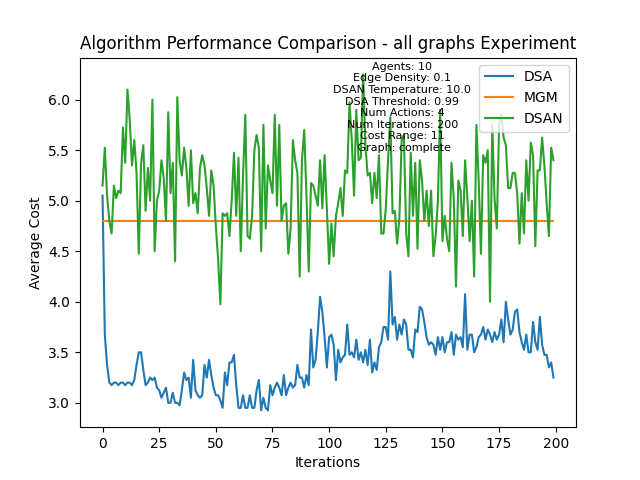 Algorithm Performance Comparison - all graphs Experiment
Agents: 10
Edge Density: 0.1
DSAN Temperature: 10.0
DSA Threshold: 0.99
Num Actions: 4
Num Iterations: 200
Cost Range: 11
Graph: complete
DSA
MGM
DSAN
Average Cost
6.0
5.5
5.0
4.5
4.0
3.5
3.0
0 25 50 75 100 125 150 175 200
Iterations